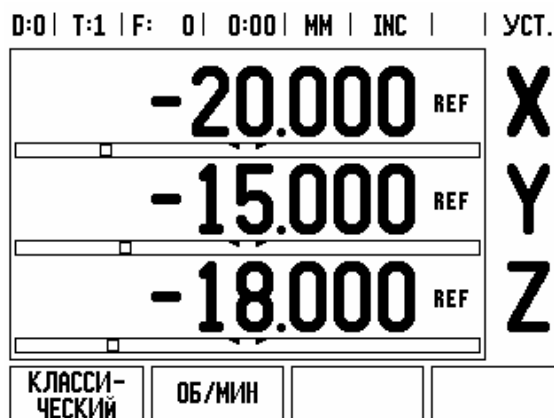 D:0 | T:1 | F: 0 | 0:00 | MM | INC | | УСТ.
-20.000 REF X
-15.000 REF Y
-18.000 REF Z
КЛАССИ-
ЧЕСКИЙ
ОБ/МИН